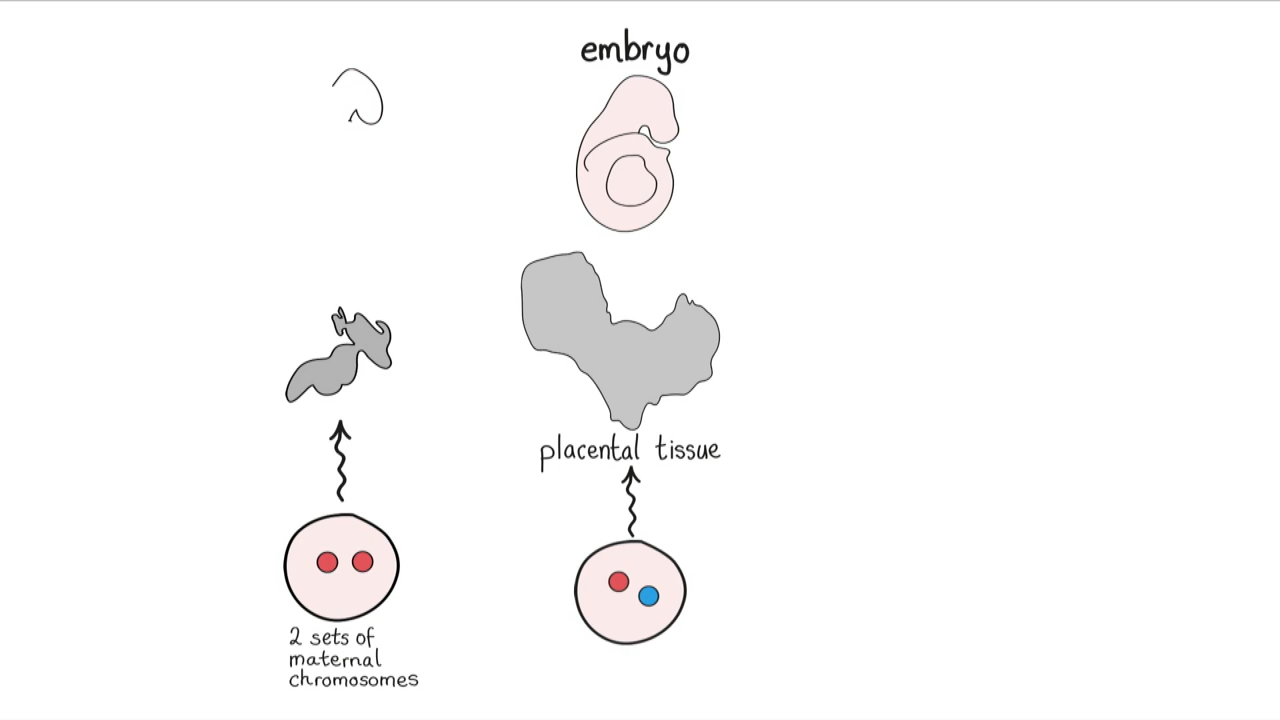 embryo
placental tissue
2 sets of
maternal
chromosomes